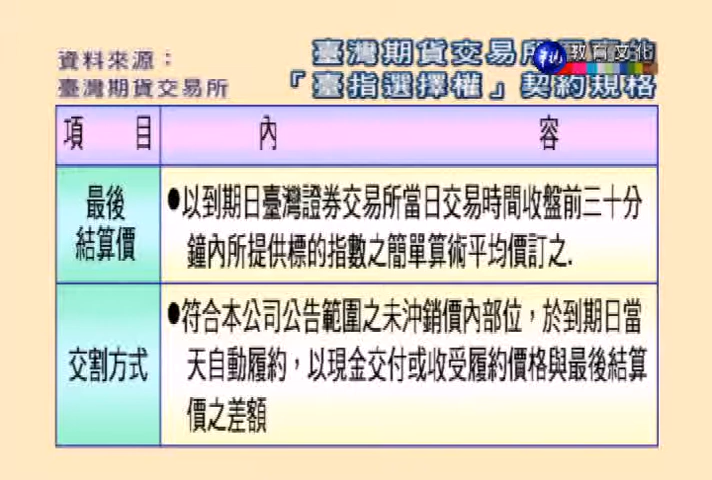 資料來源：
臺灣期貨交易所
臺灣期貨交易所
「臺指選擇權」契約規格
華視 教育文化
項 目 內 容
最後
結算價
●以到期日臺灣證券交易所當日交易時間收盤前三十分
鐘內所提供標的指數之簡單算術平均價訂之.
交割方式
●符合本公司公告範圍之未沖銷價內部位，於到期日當
天自動履約，以現金交付或收受履約價格與最後結算
價之差額